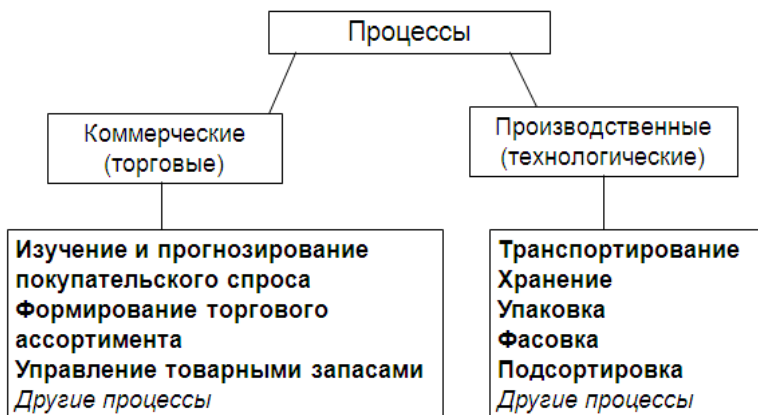 Процессы
Коммерческие
(торговые)
Производственные
(технологические)
Изучение и прогнозирование
покупательского спроса
Формирование торгового
ассортимента
Управление товарными запасами
Другие процессы
Транспортирование
Хранение
Упаковка
Фасовка
Подсортировка
Другие процессы